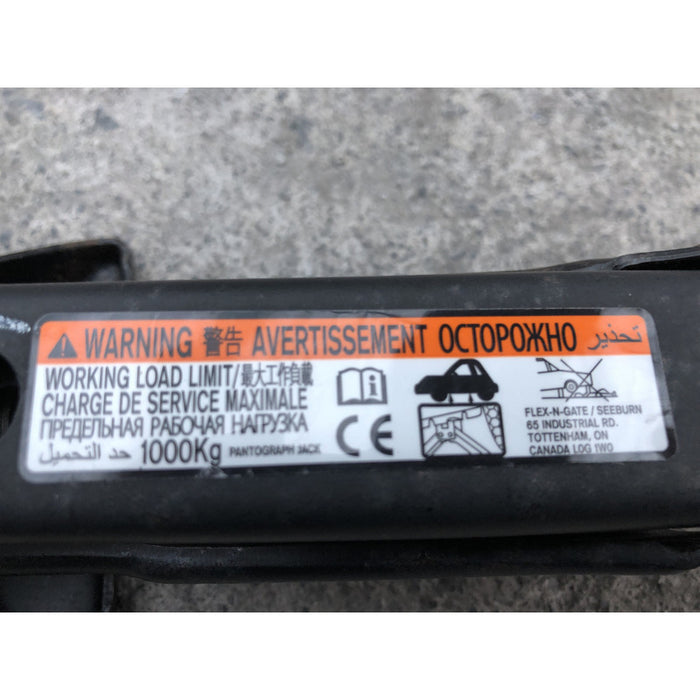 ⚠ WARNING 警告 AVERTISSEMENT ОСТОРОЖНО تحذير
WORKING LOAD LIMIT/最大工作自載
CHARGE DE SERVICE MAXIMALE
ПРЕДЕЛЬНАЯ РАБОЧАЯ НАГРУЗКА
حد التحميل 1000Kg PANTOGRAPH JACK
CE
FLEX-N-GATE / SEEBURN
65 INDUSTRIAL RD.
TOTTENHAM, ON
CANADA L0G 1W0